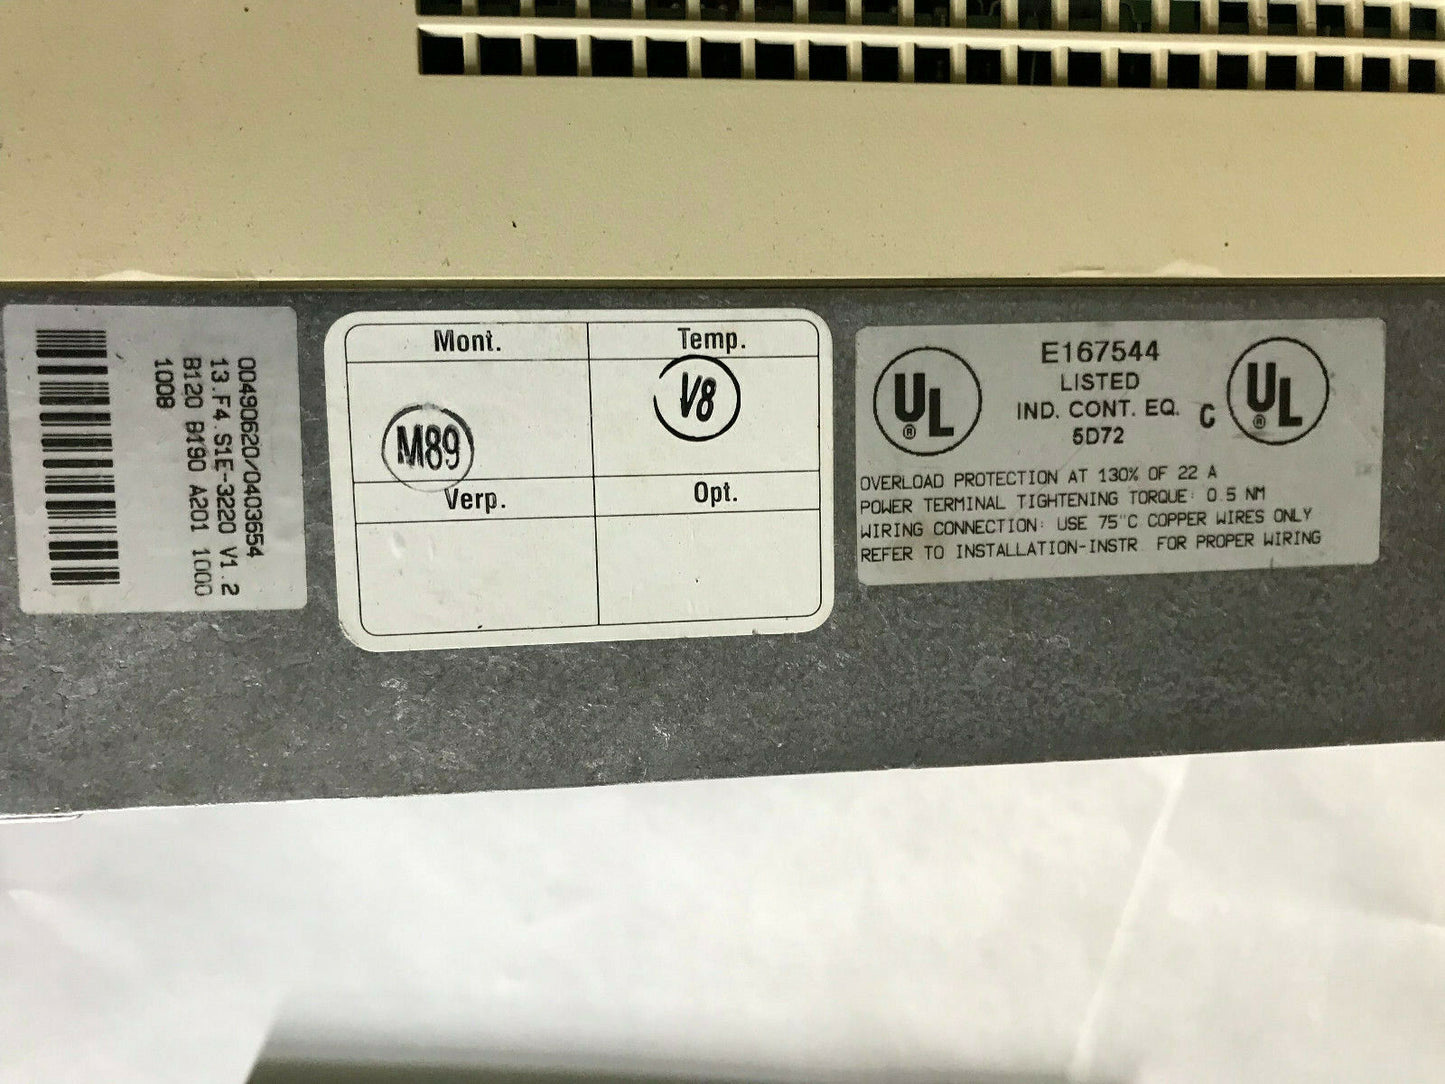 00490620/0403654
13.F4.S1E-3220 V1.2
B120 B190 A201 1000
1008
Mont.
Temp.
M89
V8
Verp.
Opt.
UL
®
E167544
LISTED
IND. CONT. EQ.
5D72
C
UL
®
OVERLOAD PROTECTION AT 130% OF 22 A
POWER TERMINAL TIGHTENING TORQUE: 0.5 NM
WIRING CONNECTION: USE 75°C COPPER WIRES ONLY
REFER TO INSTALLATION-INSTR. FOR PROPER WIRING